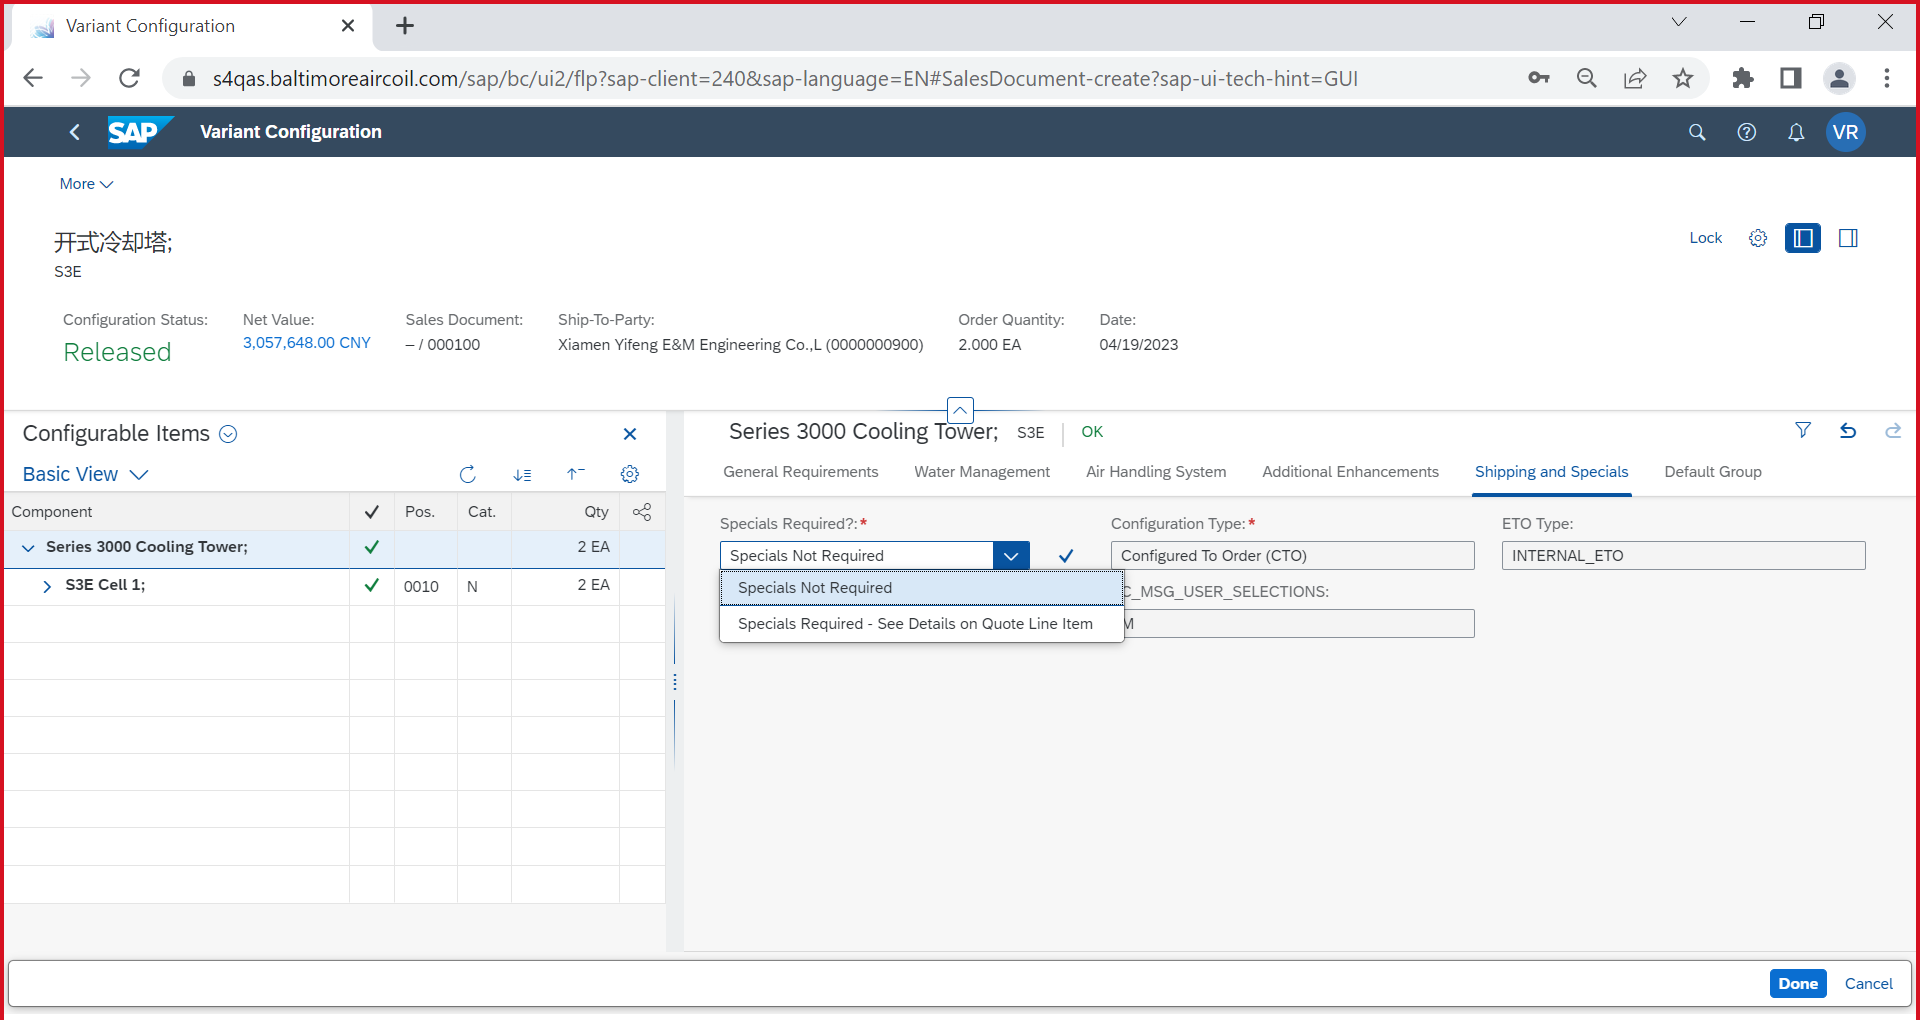 Variant Configuration
s4qas.baltimoreaircoil.com/sap/bc/ui2/flp?sap-client=240&sap-language=EN#SalesDocument-create?sap-ui-tech-hint=GUI
SAP Variant Configuration VR
More
开式冷却塔;
S3E
Lock
Configuration Status: Net Value: Sales Document: Ship-To-Party: Order Quantity: Date:
Released 3,057,648.00 CNY – / 000100 Xiamen Yifeng E&M Engineering Co.,L (0000000900) 2.000 EA 04/19/2023
Configurable Items
Basic View
Component Pos. Cat. Qty
Series 3000 Cooling Tower; 2 EA
S3E Cell 1; 0010 N 2 EA
Series 3000 Cooling Tower; S3E OK
General Requirements Water Management Air Handling System Additional Enhancements Shipping and Specials Default Group
Specials Required?:* Configuration Type:* ETO Type:
Specials Not Required Configured To Order (CTO) INTERNAL_ETO
Specials Not Required C_MSG_USER_SELECTIONS:
Specials Required - See Details on Quote Line Item M
Done Cancel